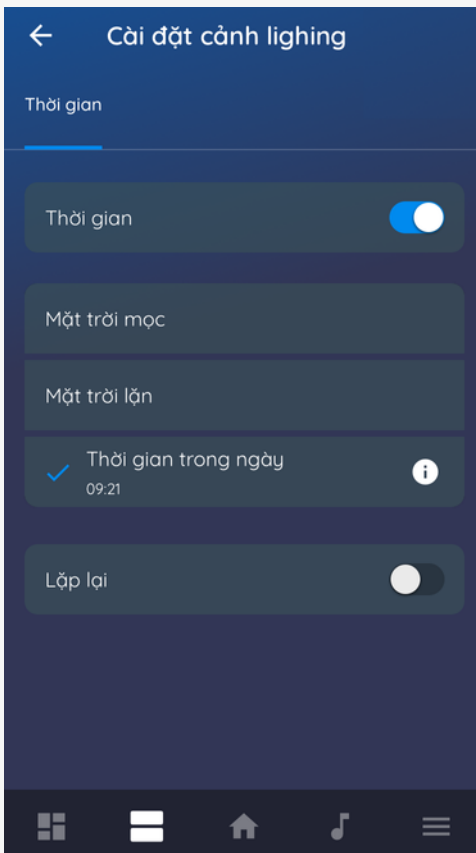 Cài đặt cảnh lighing
Thời gian
Thời gian
Mặt trời mọc
Mặt trời lặn
Thời gian trong ngày
09:21
Lặp lại